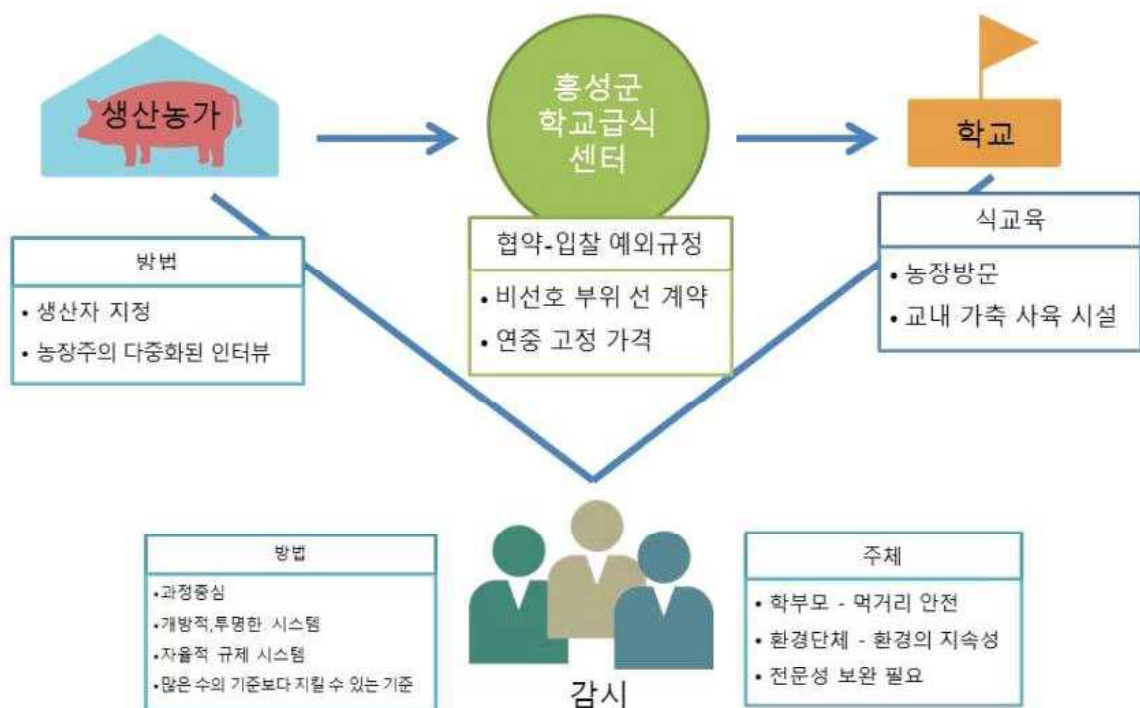 생산농가
홍성군
학교급식
센터
학교
방법
• 생산자 지정
• 농장주의 다중화된 인터뷰
협약-입찰 예외규정
• 비선호 부위 선 계약
• 연중 고정 가격
식교육
• 농장방문
• 교내 가축 사육 시설
방법
•과정중심
•개방적,투명한 시스템
•자율적 규제 시스템
•많은 수의 기준보다 지킬 수 있는 기준
감시
주체
• 학부모 - 먹거리 안전
• 환경단체 - 환경의 지속성
• 전문성 보완 필요